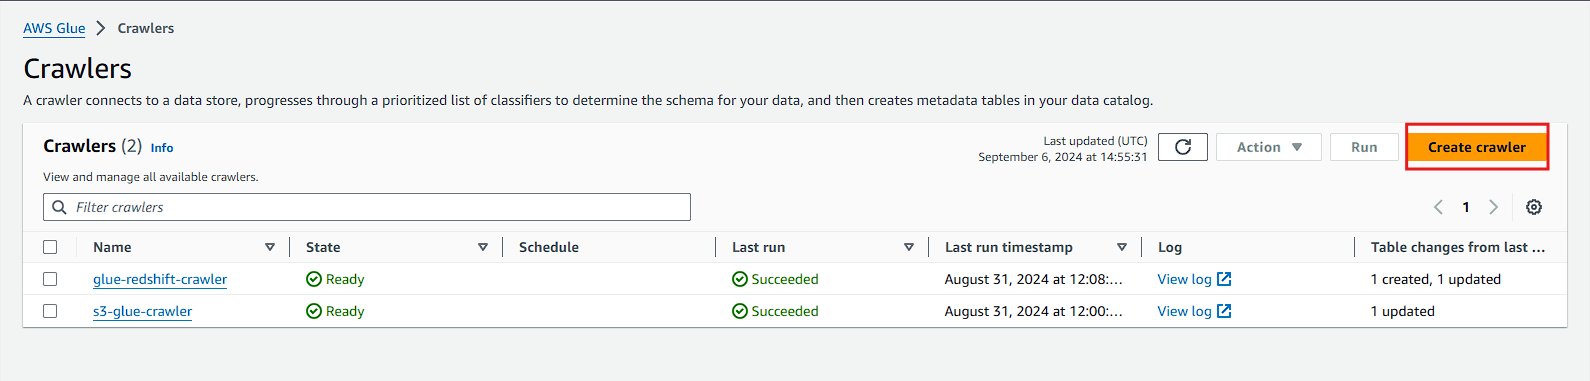 AWS Glue > Crawlers
Crawlers
A crawler connects to a data store, progresses through a prioritized list of classifiers to determine the schema for your data, and then creates metadata tables in your data catalog.
Crawlers (2) Info
Last updated (UTC)
September 6, 2024 at 14:55:31
Action
Run
Create crawler
View and manage all available crawlers.
Filter crawlers
1
Name State Schedule Last run Last run timestamp Log Table changes from last ...
glue-redshift-crawler Ready Succeeded August 31, 2024 at 12:08:... View log 1 created, 1 updated
s3-glue-crawler Ready Succeeded August 31, 2024 at 12:00:... View log 1 updated